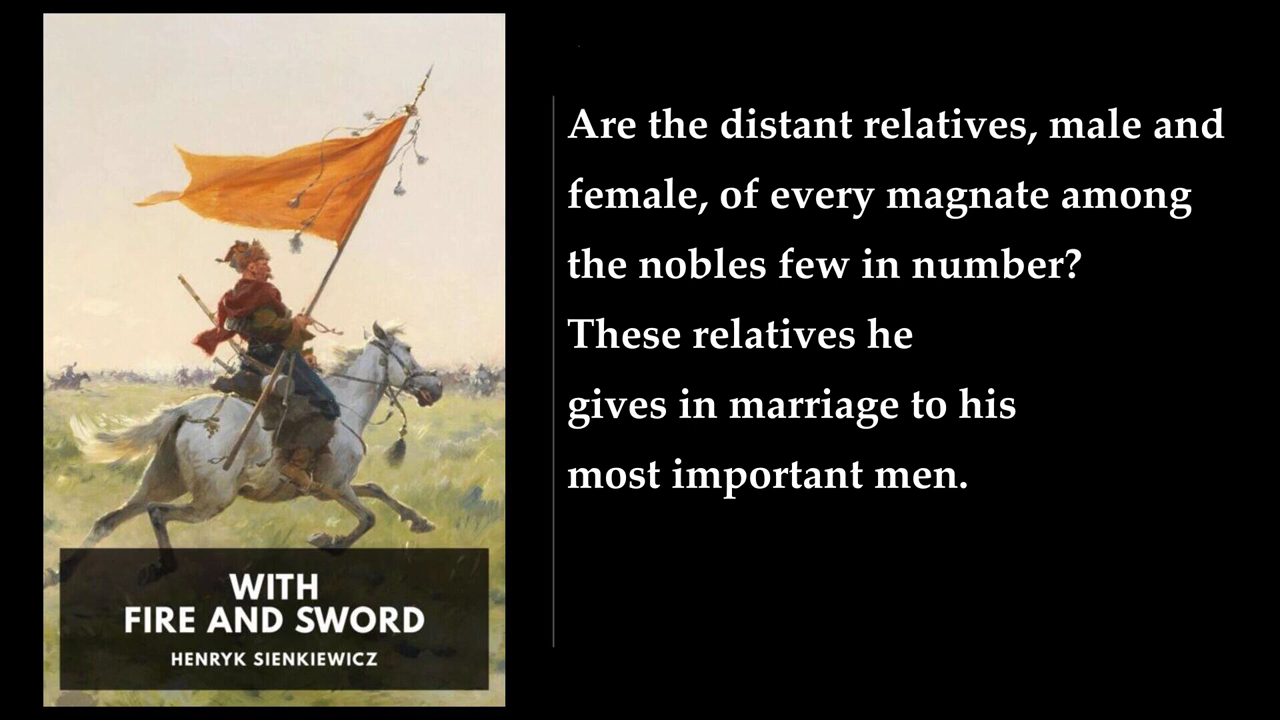 WITH
FIRE AND SWORD
HENRYK SIENKIEWICZ
Are the distant relatives, male and
female, of every magnate among
the nobles few in number?
These relatives he
gives in marriage to his
most important men.